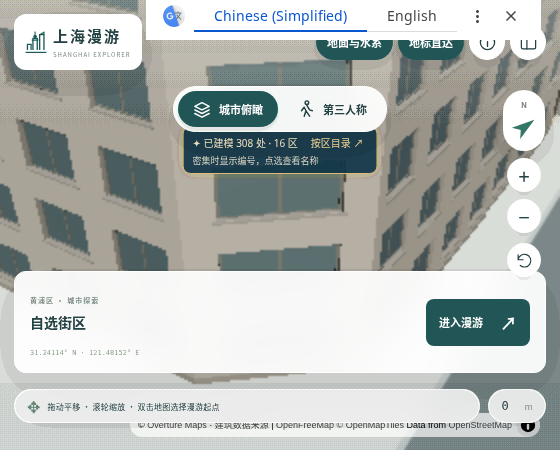 Chinese (Simplified)
English
上海漫游
SHANGHAI EXPLORER
地面与水系
地标直达
城市俯瞰
第三人称
N
✦ 已建模 308 处 · 16 区 按区目录 ↗
密集时显示编号，点选查看名称
黄浦区 · 城市探索
自选街区
31.24114° N · 121.48152° E
进入漫游 ↗
拖动平移 · 滚轮缩放 · 双击地图选择漫游起点
0 m
© Overture Maps · 建筑数据来源 | OpenFreeMap © OpenMapTiles Data from OpenStreetMap